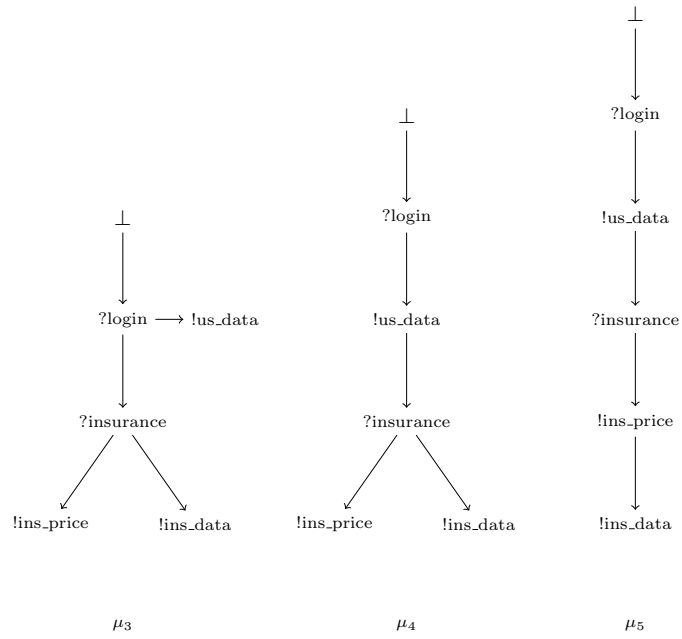 ⊥
⊥
?login
⊥
?login
!us_data
?login
!us_data
!us_data
?insurance
?insurance
?insurance
!ins_price
!ins_price
!ins_data
!ins_price
!ins_data
!ins_data
μ3
μ4
μ5